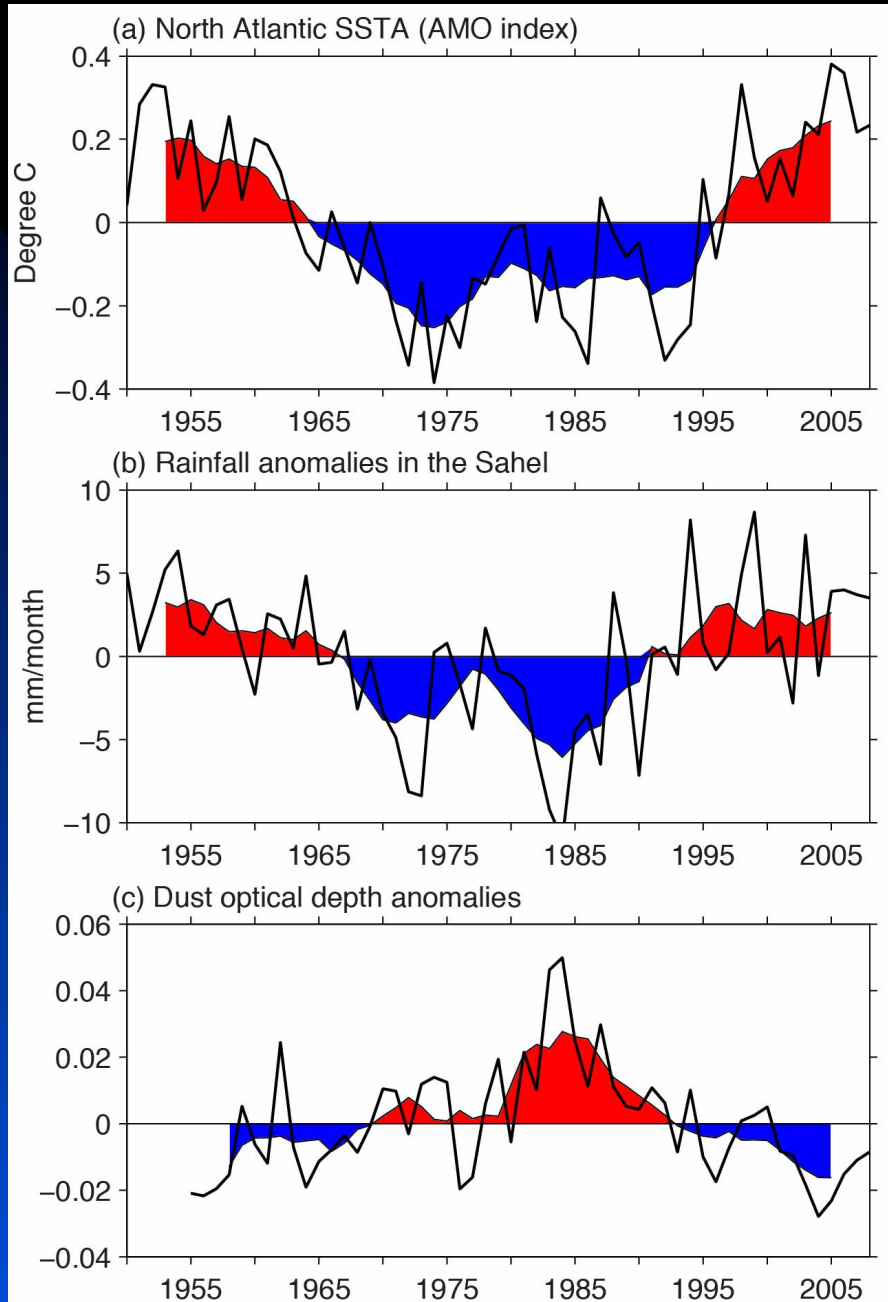 (a) North Atlantic SSTA (AMO index)
0.4
0.2
0
−0.2
−0.4
Degree C
1955 1965 1975 1985 1995 2005
(b) Rainfall anomalies in the Sahel
10
5
0
−5
−10
mm/month
1955 1965 1975 1985 1995 2005
(c) Dust optical depth anomalies
0.06
0.04
0.02
0
−0.02
−0.04
1955 1965 1975 1985 1995 2005